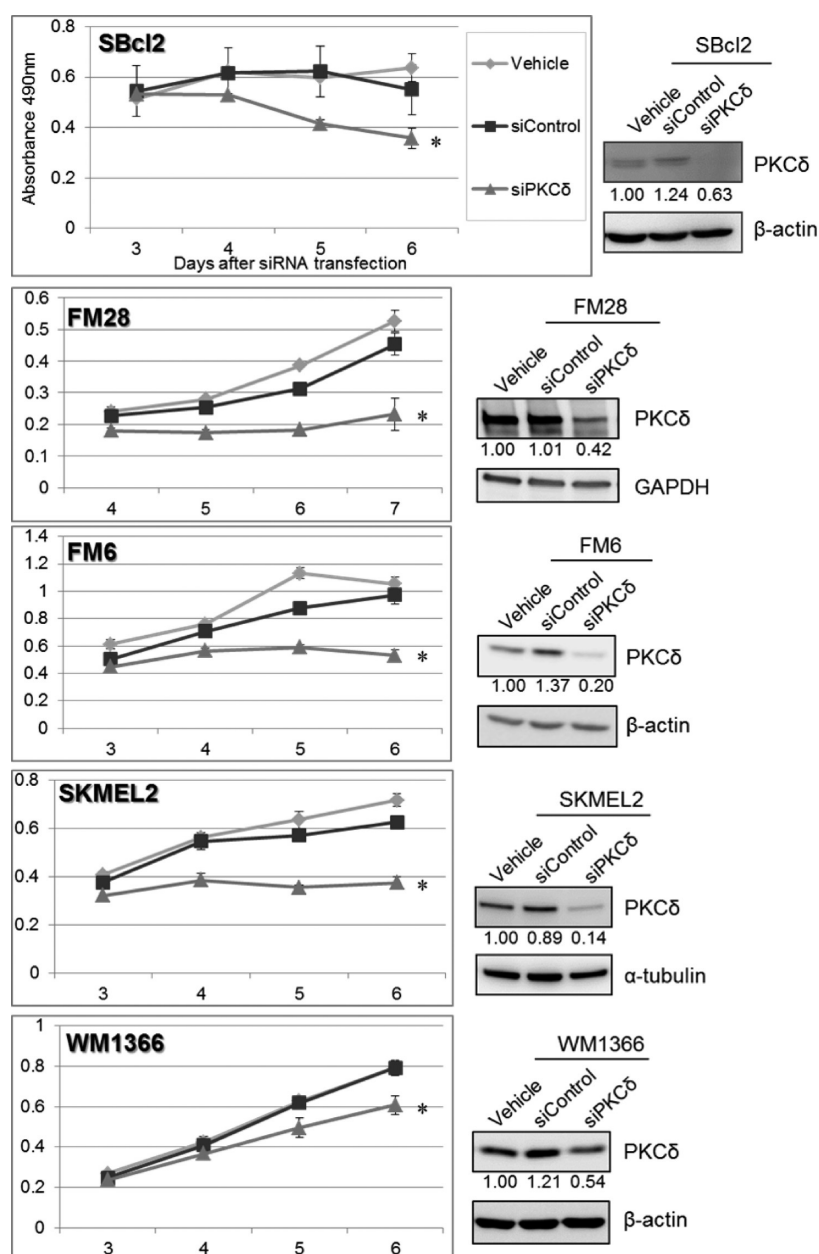 SBcl2
Absorbance 490nm
0.8
0.6
0.4
0.2
0
3 4 5 6
Days after siRNA transfection
*
Vehicle
siControl
siPKCδ
SBcl2
Vehicle siControl siPKCδ
PKCδ
1.00 1.24 0.63
β-actin
FM28
0.6
0.5
0.4
0.3
0.2
0.1
0
4 5 6 7
*
FM28
Vehicle siControl siPKCδ
PKCδ
1.00 1.01 0.42
GAPDH
FM6
1.4
1.2
1
0.8
0.6
0.4
0.2
0
3 4 5 6
*
FM6
Vehicle siControl siPKCδ
PKCδ
1.00 1.37 0.20
β-actin
SKMEL2
0.8
0.6
0.4
0.2
0
3 4 5 6
*
SKMEL2
Vehicle siControl siPKCδ
PKCδ
1.00 0.89 0.14
α-tubulin
WM1366
1
0.8
0.6
0.4
0.2
0
3 4 5 6
*
WM1366
Vehicle siControl siPKCδ
PKCδ
1.00 1.21 0.54
β-actin